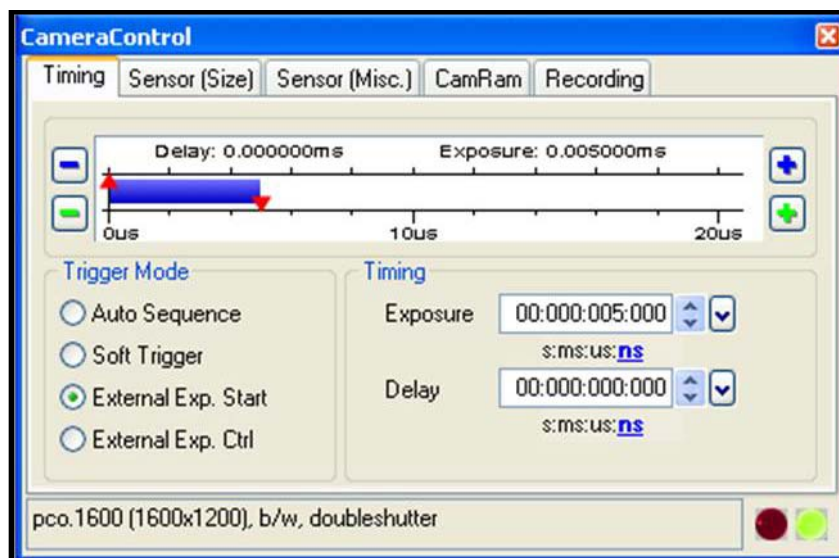 CameraControl
Timing Sensor (Size) Sensor (Misc.) CamRam Recording
Delay: 0.000000ms Exposure: 0.005000ms
0us 10us 20us
Trigger Mode
Auto Sequence
Soft Trigger
External Exp. Start
External Exp. Ctrl
Timing
Exposure 00:000:005:000
s:ms:us:ns
Delay 00:000:000:000
s:ms:us:ns
pco.1600 (1600x1200), b/w, doubleshutter